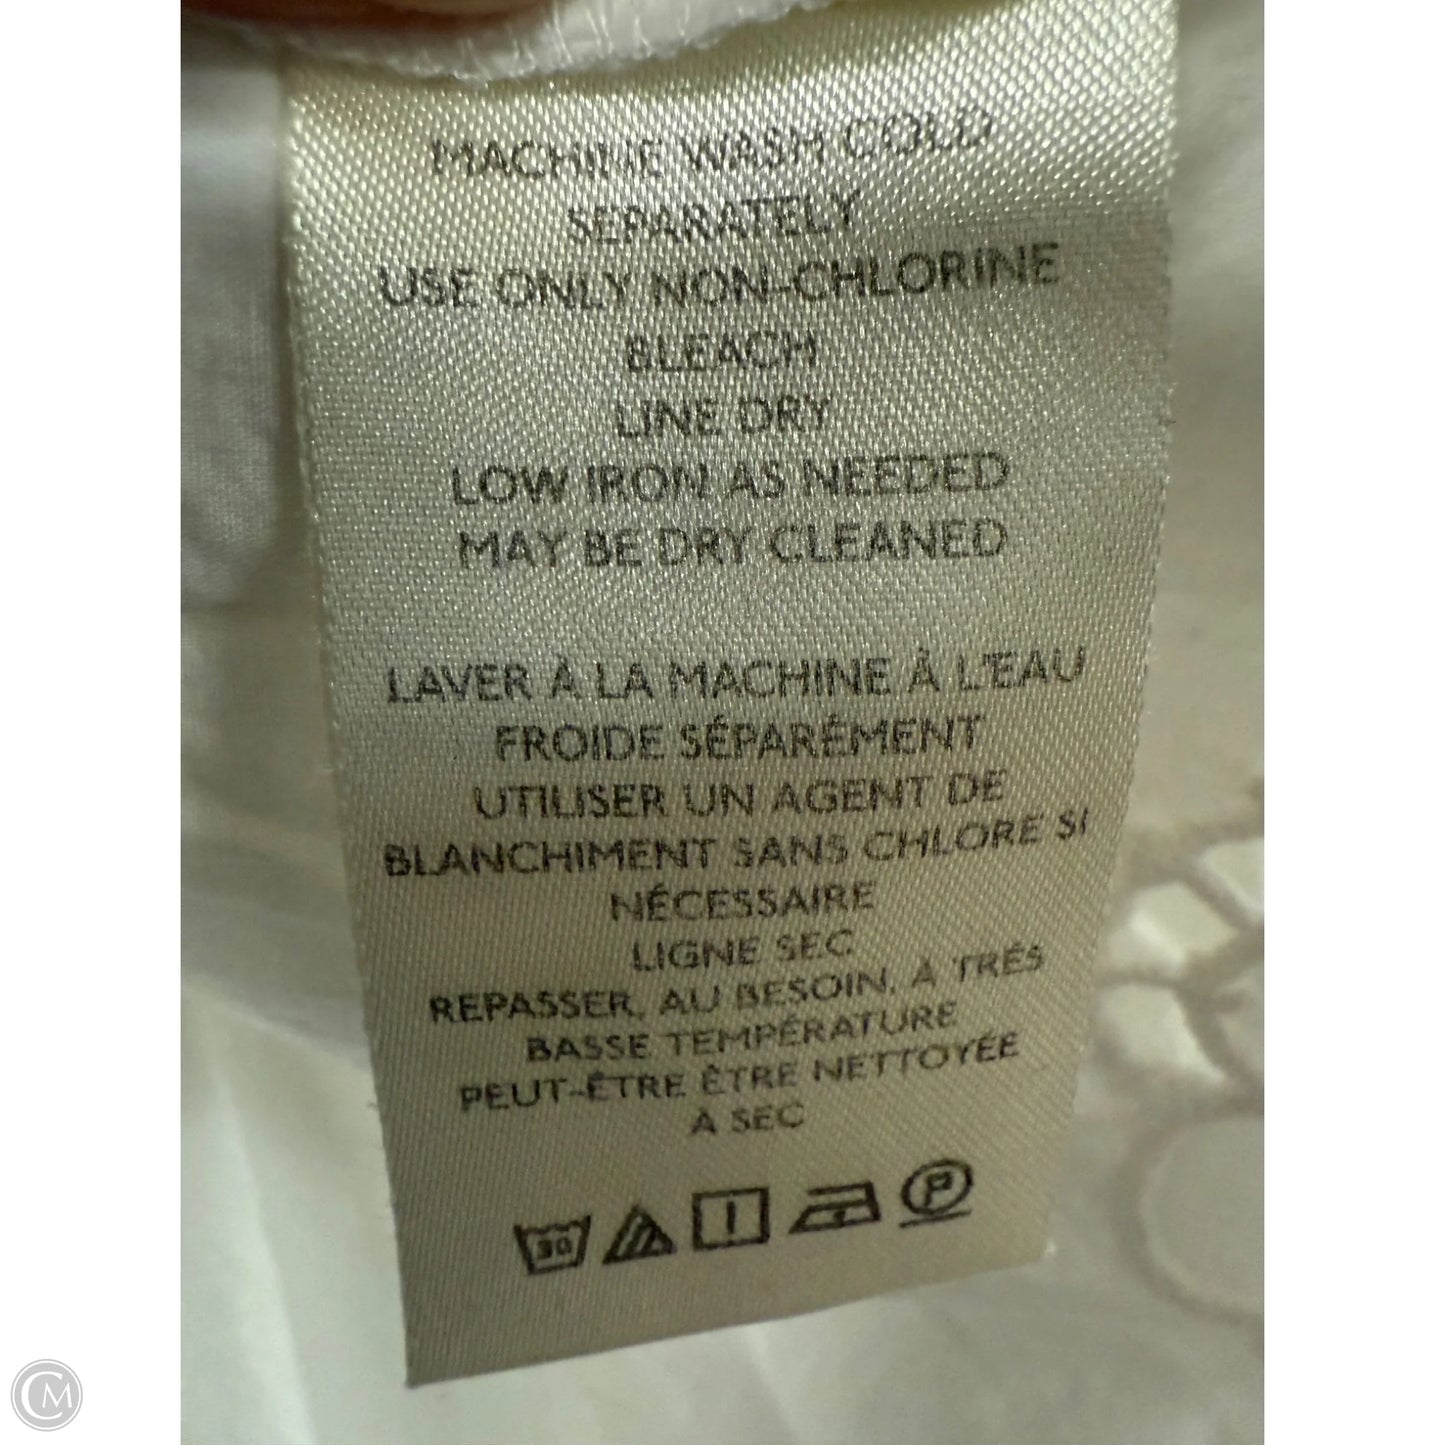 MACHINE WASH COLD
SEPARATELY
USE ONLY NON-CHLORINE
BLEACH
LINE DRY
LOW IRON AS NEEDED
MAY BE DRY CLEANED
LAVER À LA MACHINE À L'EAU
FROIDE SÉPARÉMENT
UTILISER UN AGENT DE
BLANCHIMENT SANS CHLORE SI
NÉCESSAIRE
LIGNE SEC
REPASSER, AU BESOIN, À TRÉS
BASSE TEMPÉRATURE
PEUT-ÊTRE ÊTRE NETTOYÉE
À SEC
30
P
CM